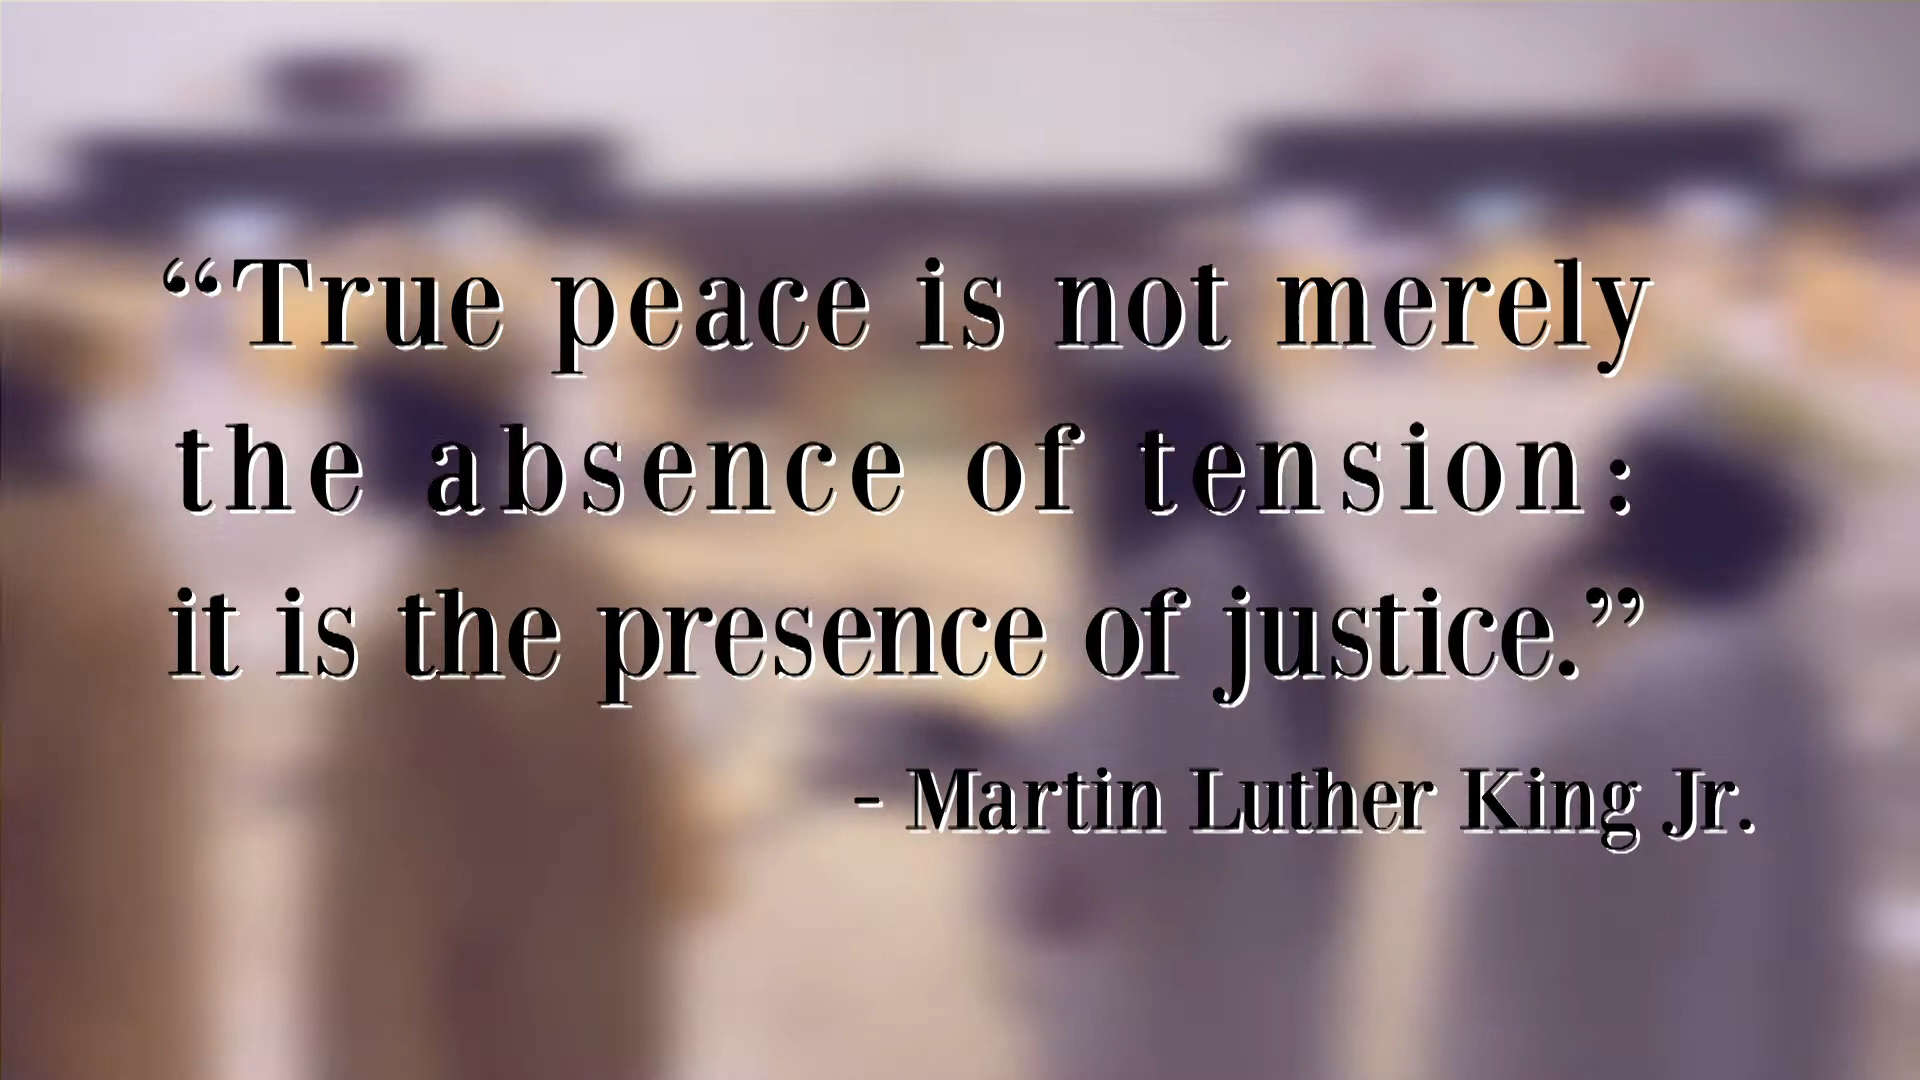 “True peace is not merely
the absence of tension:
it is the presence of justice.”
- Martin Luther King Jr.